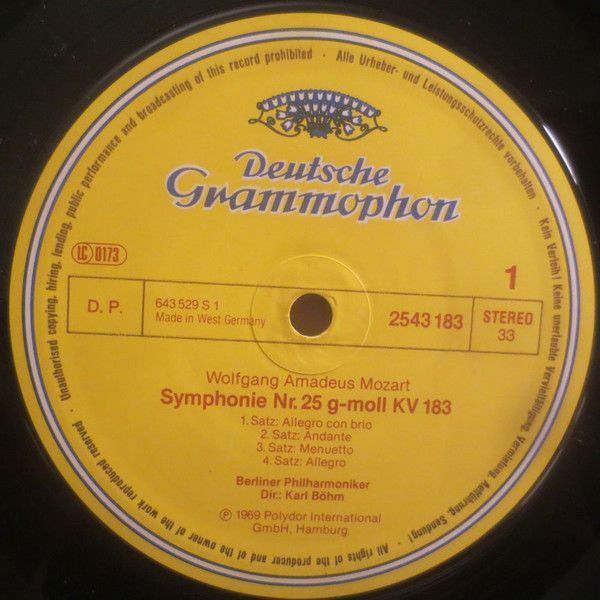 Unauthorised copying, hiring, lending, public performance and broadcasting of this record prohibited · Alle Urheber- und Leistungsschutzrechte vorbehalten · Kein Verleih! Keine unerlaubte Vervielfältigung, Vermietung, Aufführung, Sendung!
All rights of the producer and of the owner of the work reproduced reserved ·
Deutsche
Grammophon
LC 0173
1
D. P.
643 529 S 1
Made in West Germany
2543 183
STEREO
33
Wolfgang Amadeus Mozart
Symphonie Nr. 25 g-moll KV 183
1. Satz: Allegro con brio
2. Satz: Andante
3. Satz: Menuetto
4. Satz: Allegro
Berliner Philharmoniker
Dir.: Karl Böhm
Ⓟ 1969 Polydor International
GmbH, Hamburg